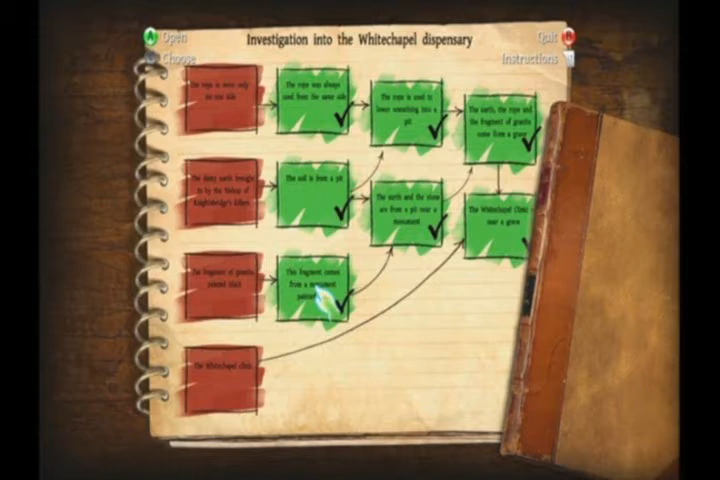 A Open
Investigation into the Whitechapel dispensary
Quit B
Choose
Instructions
The rope is worn only
on one side
The rope was always
used from the same side
The rope is used to
lower something into a
pit
The earth, the rope and
the fragment of granite
come from a grave
The clayey earth brought
in by the Bishop of
Knightsbridge's killers
The soil is from a pit
The earth and the stone
are from a pit near a
monument
The Whitechapel Clinic
near a grave
The fragment of granite
painted black
This fragment comes
from a monument
The Whitechapel clinic